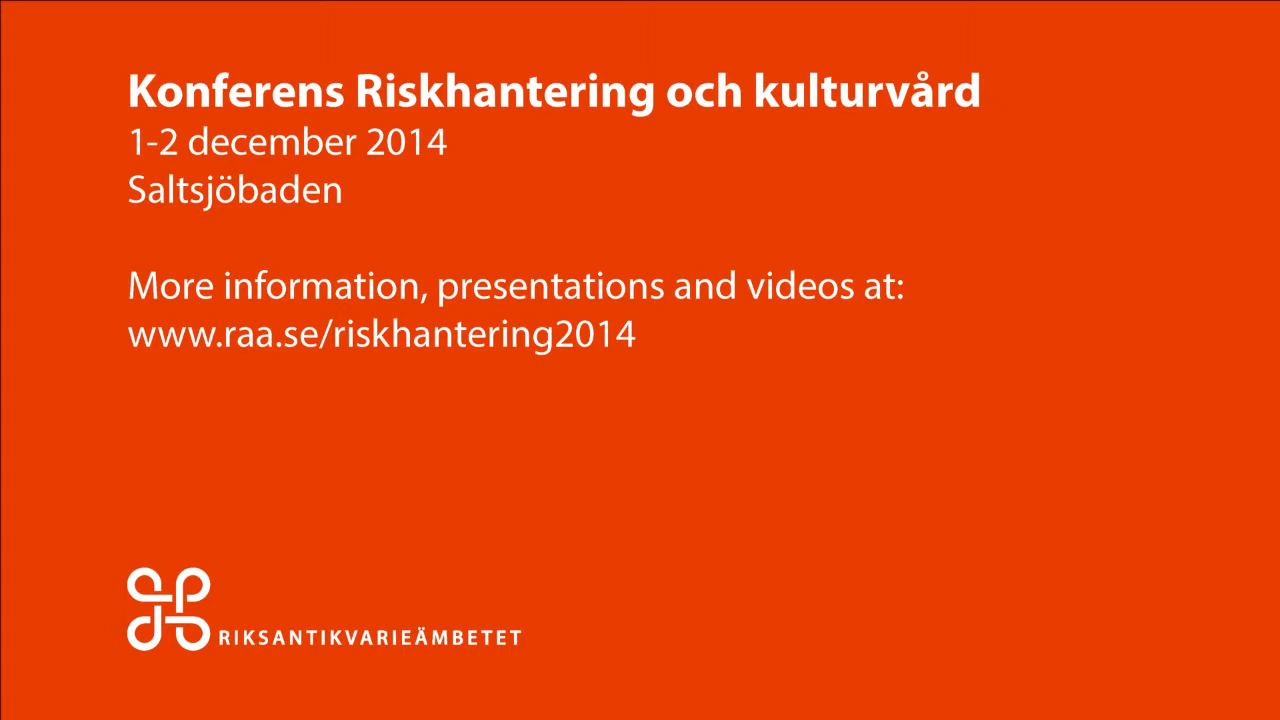 Konferens Riskhantering och kulturvård
1-2 december 2014
Saltsjöbaden
More information, presentations and videos at:
www.raa.se/riskhantering2014
RIKSANTIKVARIEÄMBETET